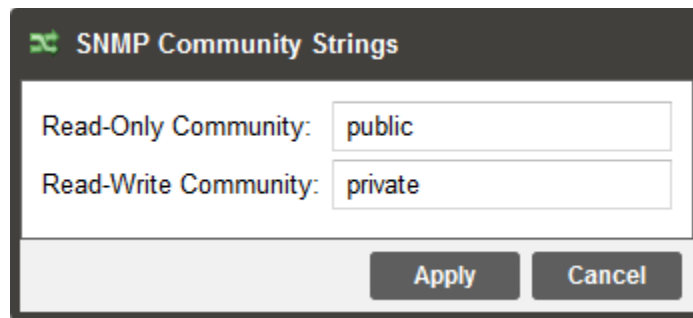 SNMP Community Strings
Read-Only Community: public
Read-Write Community: private
Apply Cancel